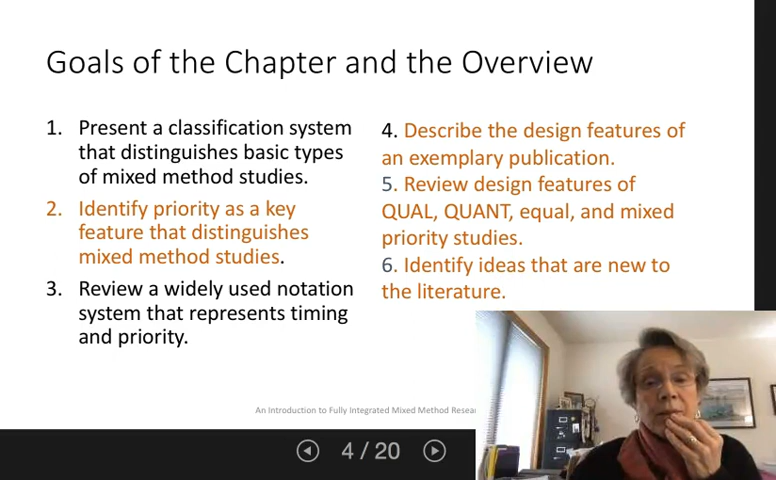 Goals of the Chapter and the Overview
1. Present a classification system
that distinguishes basic types
of mixed method studies.
2. Identify priority as a key
feature that distinguishes
mixed method studies.
3. Review a widely used notation
system that represents timing
and priority.
4. Describe the design features of
an exemplary publication.
5. Review design features of
QUAL, QUANT, equal, and mixed
priority studies.
6. Identify ideas that are new to
the literature.
An Introduction to Fully Integrated Mixed Method
4 / 20